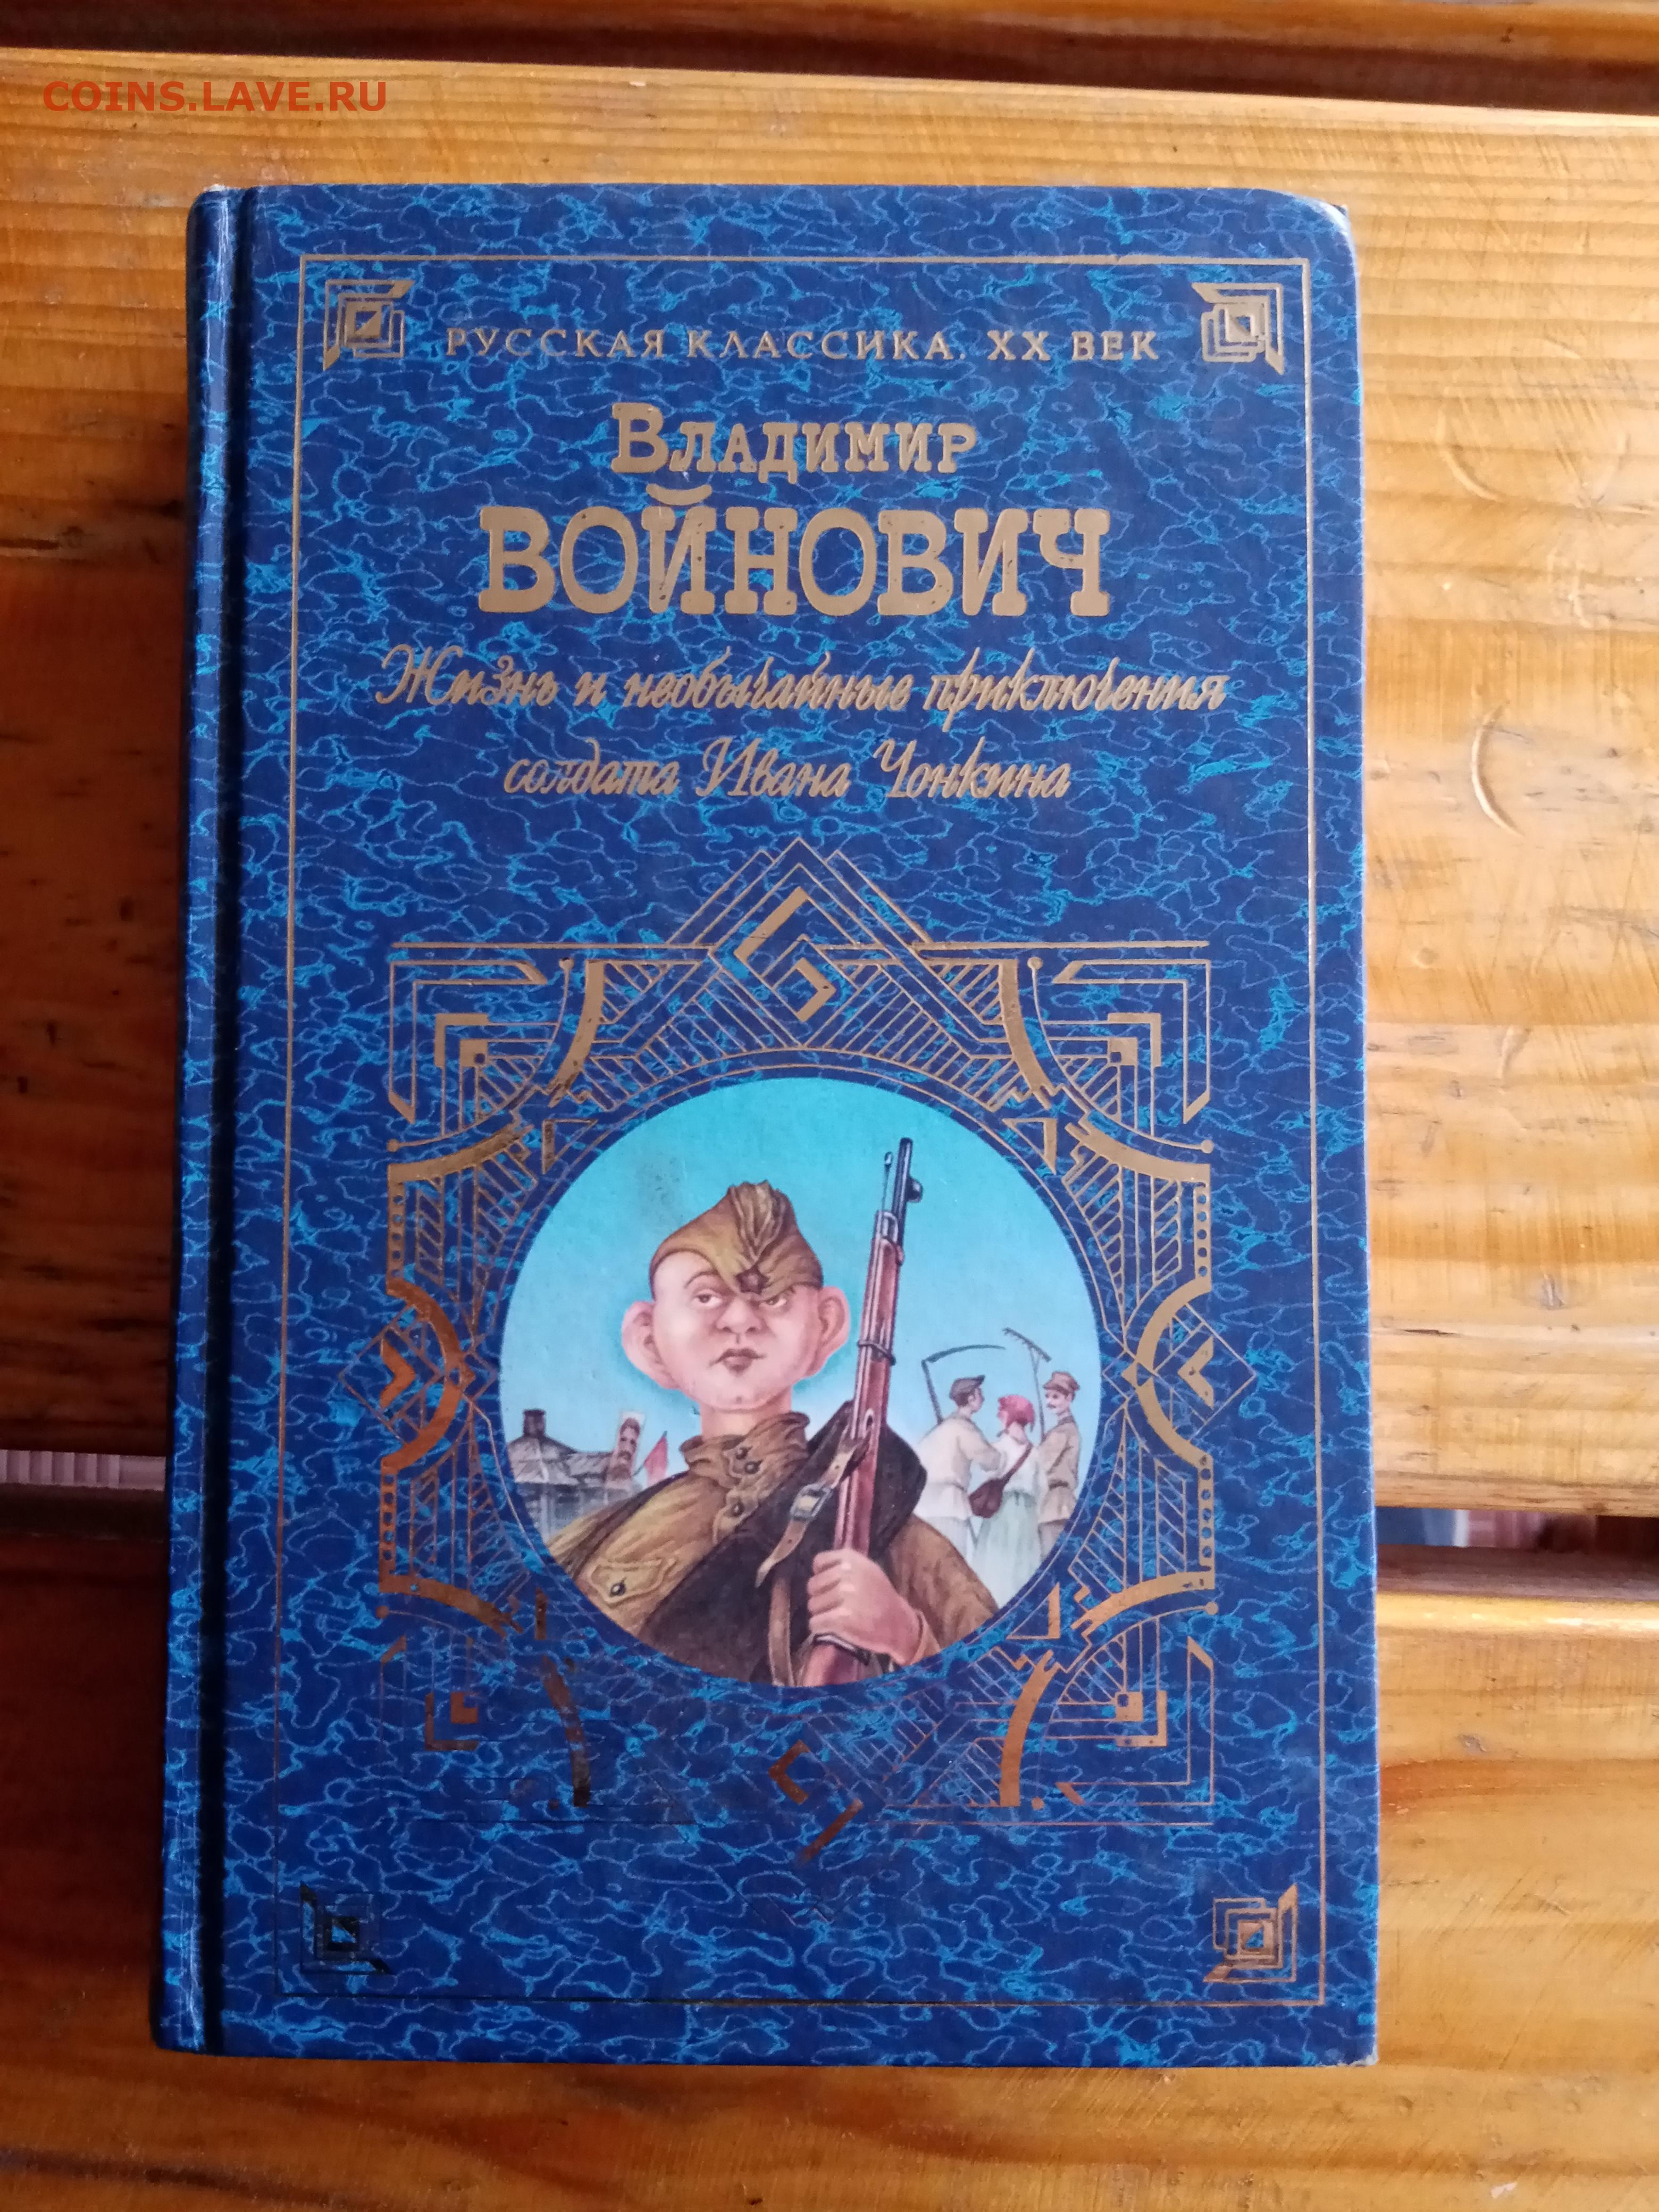 COINS.LAVE.RU
РУССКАЯ КЛАССИКА. XX ВЕК
ВЛАДИМИР
ВОЙНОВИЧ
Жизнь и необычайные приключения
солдата Ивана Чонкина